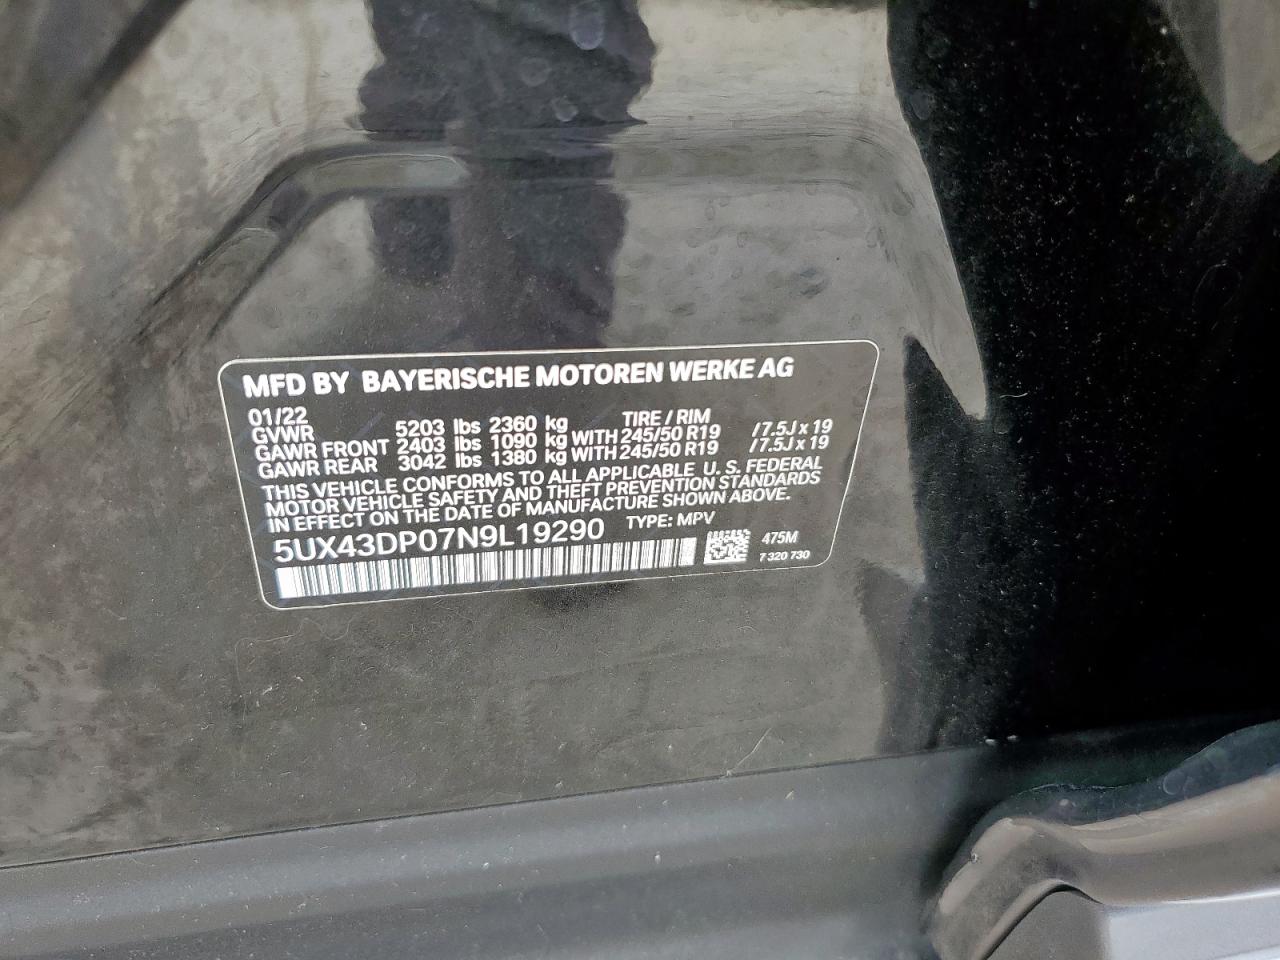 MFD BY BAYERISCHE MOTOREN WERKE AG
01/22 TIRE / RIM
GVWR 5203 lbs 2360 kg
GAWR FRONT 2403 lbs 1090 kg WITH 245/50 R19 /7.5J x 19
GAWR REAR 3042 lbs 1380 kg WITH 245/50 R19 /7.5J x 19
THIS VEHICLE CONFORMS TO ALL APPLICABLE U. S. FEDERAL
MOTOR VEHICLE SAFETY AND THEFT PREVENTION STANDARDS
IN EFFECT ON THE DATE OF MANUFACTURE SHOWN ABOVE.
5UX43DP07N9L19290 TYPE: MPV
475M
7 320 730